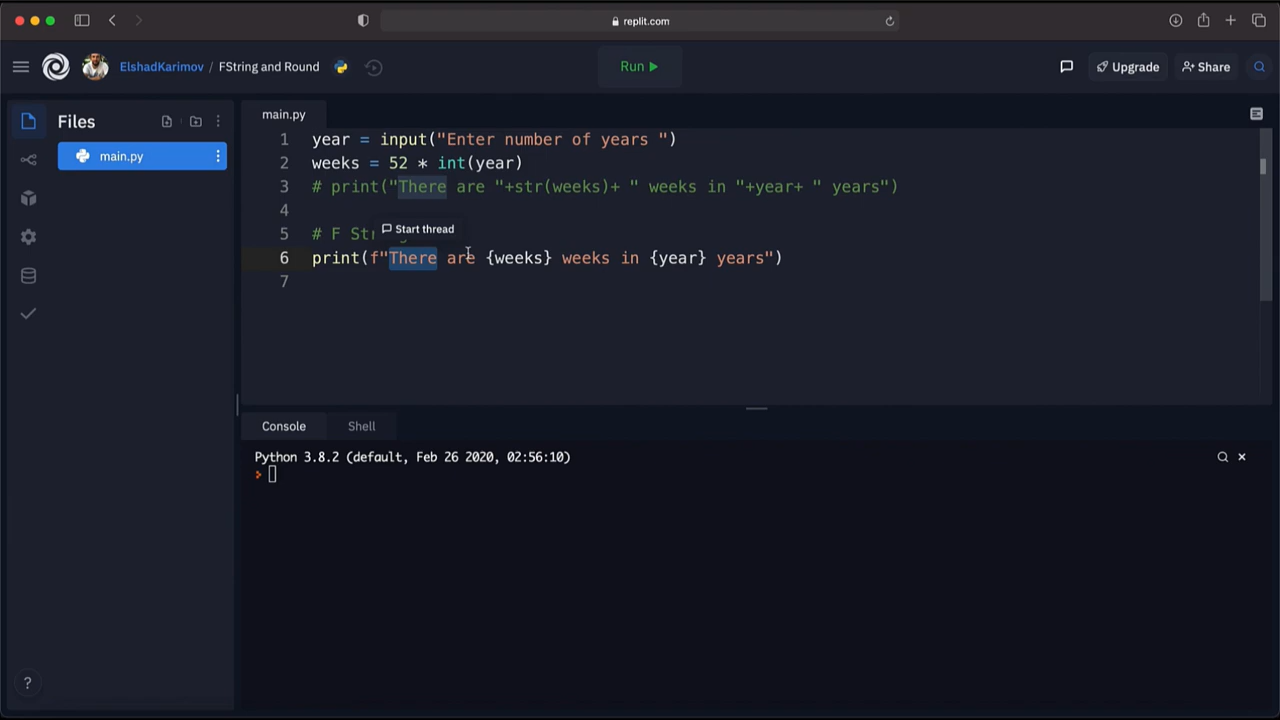 replit.com
ElshadKarimov / FString and Round
Run
Upgrade
Share
Files
main.py
main.py
1 year = input("Enter number of years ")
2 weeks = 52 * int(year)
3 # print("There are "+str(weeks)+ " weeks in "+year+ " years")
4
Start thread
5 # F Str
6 print(f"There are {weeks} weeks in {year} years")
7
Console
Shell
Python 3.8.2 (default, Feb 26 2020, 02:56:10)
?